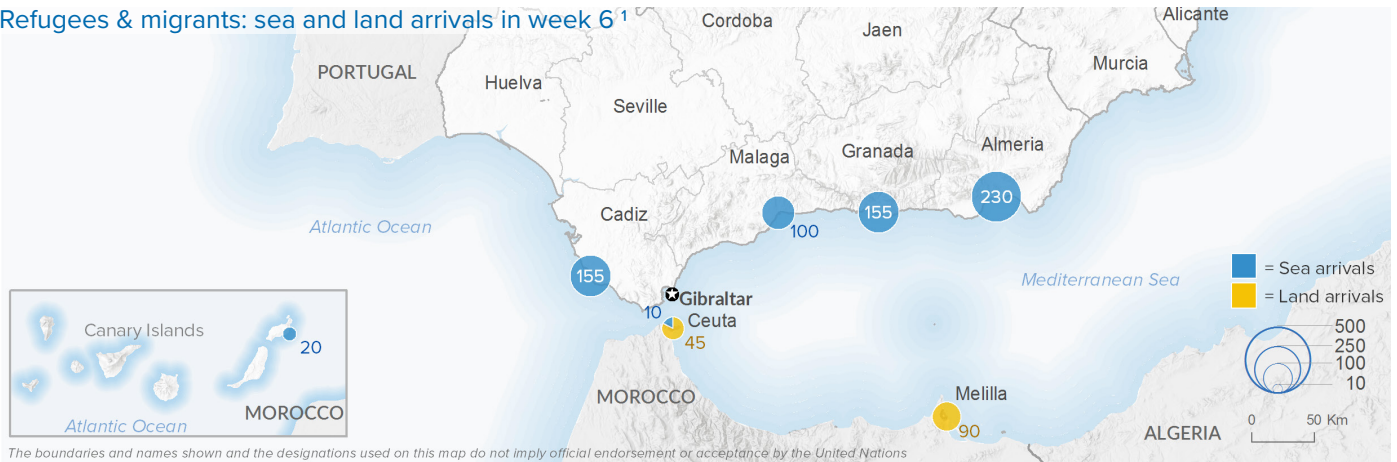 Refugees & migrants: sea and land arrivals in week 6 ¹
Cordoba
Jaen
Alicante
PORTUGAL
Huelva
Murcia
Seville
Malaga
Granada
Almeria
Cadiz
155
230
100
Atlantic Ocean
155
Mediterranean Sea
= Sea arrivals
= Land arrivals
Gibraltar
10
Ceuta
45
Canary Islands
20
500
250
100
10
MOROCCO
Melilla
90
MOROCCO
Atlantic Ocean
0 50 Km
ALGERIA
The boundaries and names shown and the designations used on this map do not imply official endorsement or acceptance by the United Nations